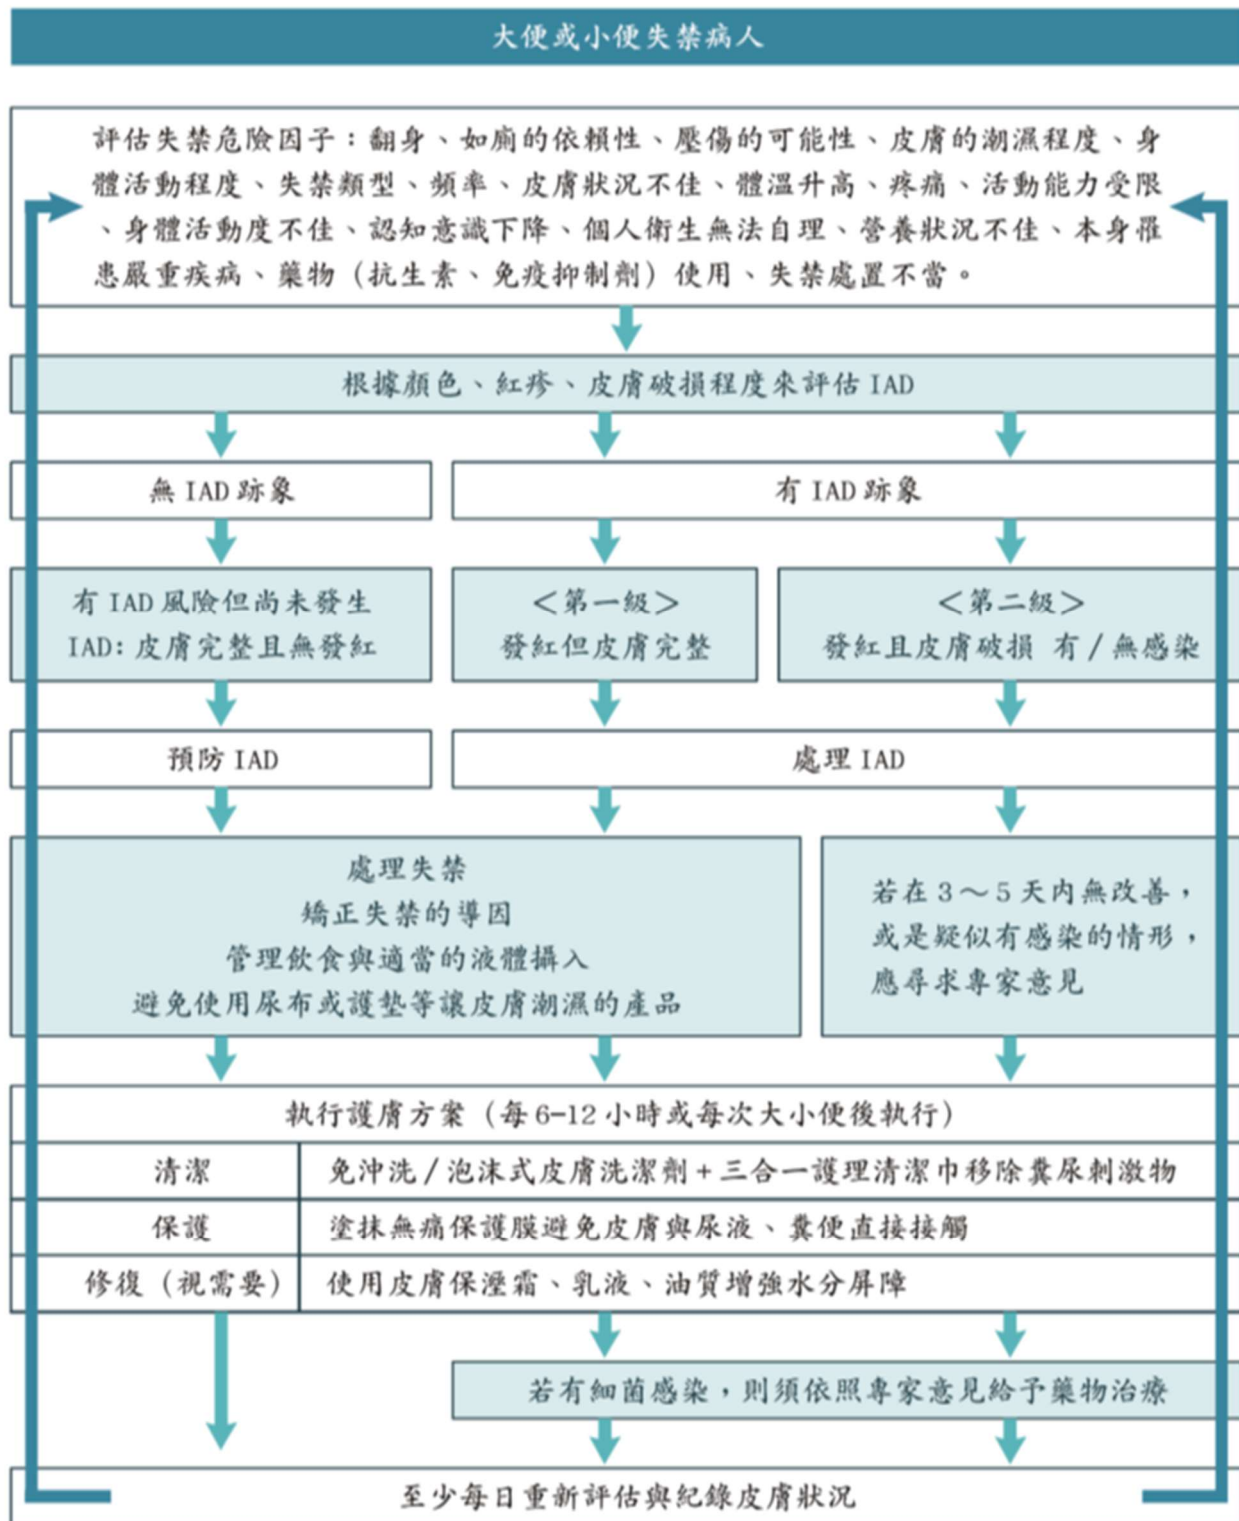 大便或小便失禁病人
評估失禁危險因子：翻身、如廁的依賴性、壓傷的可能性、皮膚的潮濕程度、身
體活動程度、失禁類型、頻率、皮膚狀況不佳、體溫升高、疼痛、活動能力受限
、身體活動度不佳、認知意識下降、個人衛生無法自理、營養狀況不佳、本身罹
患嚴重疾病、藥物（抗生素、免疫抑制劑）使用、失禁處置不當。
根據顏色、紅疹、皮膚破損程度來評估 IAD
無 IAD 跡象
有 IAD 跡象
有 IAD 風險但尚未發生
IAD：皮膚完整且無發紅
＜第一級＞
發紅但皮膚完整
＜第二級＞
發紅且皮膚破損 有/無感染
預防 IAD
處理 IAD
處理失禁
矯正失禁的導因
管理飲食與適當的液體攝入
避免使用尿布或護墊等讓皮膚潮濕的產品
若在 3～5 天內無改善，
或是疑似有感染的情形，
應尋求專家意見
執行護膚方案（每 6-12 小時或每次大小便後執行）
清潔
免沖洗/泡沫式皮膚洗潔劑+三合一護理清潔巾移除糞尿刺激物
保護
塗抹無痛保護膜避免皮膚與尿液、糞便直接接觸
修復（視需要）
使用皮膚保溼霜、乳液、油質增強水分屏障
若有細菌感染，則須依照專家意見給予藥物治療
至少每日重新評估與紀錄皮膚狀況